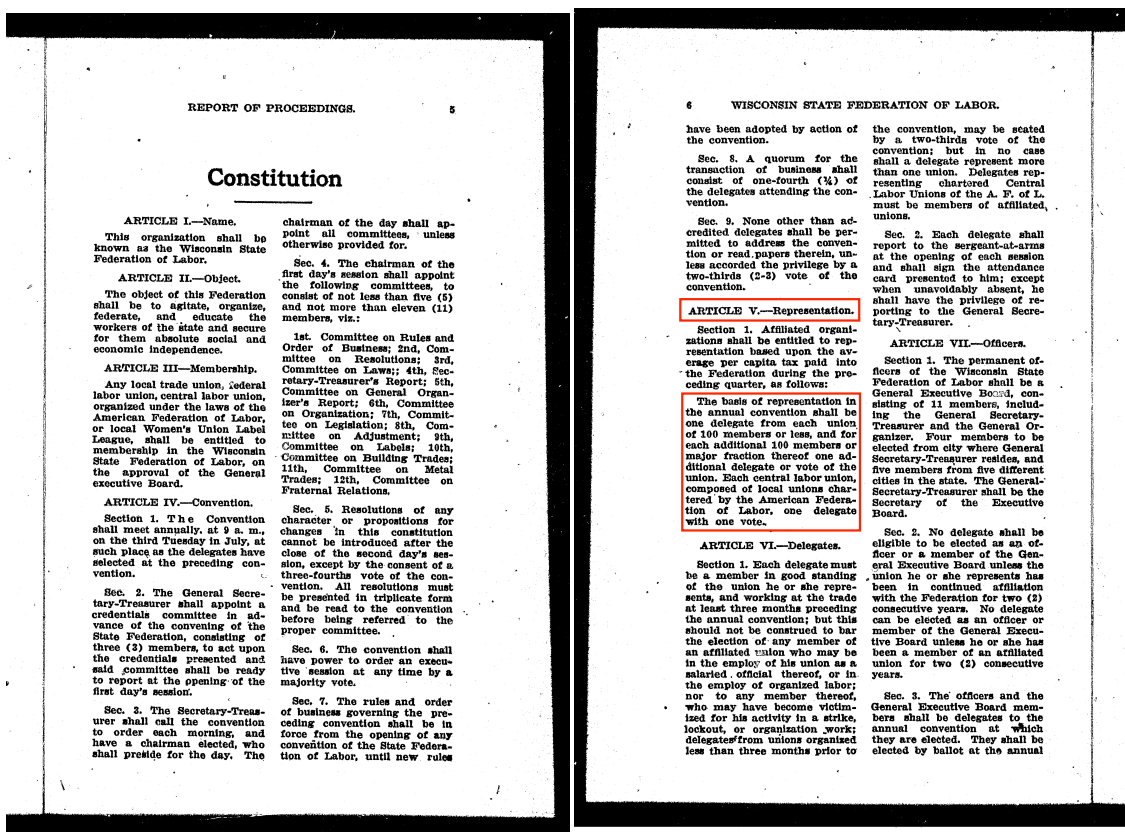 REPORT OF PROCEEDINGS. 5
Constitution
ARTICLE I.—Name.
This organization shall be
known as the Wisconsin State
Federation of Labor.
ARTICLE II.—Object.
The object of this Federation
shall be to agitate, organize,
federate, and educate the
workers of the state and secure
for them absolute social and
economic independence.
ARTICLE III—Membership.
Any local trade union, federal
labor union, central labor union,
organized under the laws of the
American Federation of Labor,
or local Women's Union Label
League, shall be entitled to
membership in the Wisconsin
State Federation of Labor, on
the approval of the General
executive Board.
ARTICLE IV.—Convention.
Section 1. The Convention
shall meet annually, at 9 a. m.,
on the third Tuesday in July, at
such place as the delegates have
selected at the preceding con-
vention.
Sec. 2. The General Secre-
tary-Treasurer shall appoint a
credentials committee in ad-
vance of the convening of the
State Federation, consisting of
three (3) members, to act upon
the credentials presented and
said committee shall be ready
to report at the opening of the
first day's session.
Sec. 3. The Secretary-Treas-
urer shall call the convention
to order each morning, and
have a chairman elected, who
shall preside for the day. The
chairman of the day shall ap-
point all committees, unless
otherwise provided for.
Sec. 4. The chairman of the
first day's session shall appoint
the following committees, to
consist of not less than five (5)
and not more than eleven (11)
members, viz.:
1st. Committee on Rules and
Order of Business; 2nd, Com-
mittee on Resolutions; 3rd,
Committee on Laws;; 4th, Sec-
retary-Treasurer's Report; 5th,
Committee on General Organ-
izer's Report; 6th, Committee
on Organization; 7th, Commit-
tee on Legislation; 8th, Com-
mittee on Adjustment; 9th,
Committee on Labels; 10th,
Committee on Building Trades;
11th, Committee on Metal
Trades; 12th, Committee on
Fraternal Relations.
Sec. 5. Resolutions of any
character or propositions for
changes in this constitution
cannot be introduced after the
close of the second day's ses-
sion, except by the consent of a
three-fourths vote of the con-
vention. All resolutions must
be presented in triplicate form
and be read to the convention
before being referred to the
proper committee.
Sec. 6. The convention shall
have power to order an execu-
tive session at any time by a
majority vote.
Sec. 7. The rules and order
of business governing the pre-
ceding convention shall be in
force from the opening of any
convention of the State Federa-
tion of Labor, until new rules
6 WISCONSIN STATE FEDERATION OF LABOR.
have been adopted by action of
the convention.
Sec. 8. A quorum for the
transaction of business shall
consist of one-fourth (¼) of
the delegates attending the con-
vention.
Sec. 9. None other than ac-
credited delegates shall be per-
mitted to address the conven-
tion or read papers therein, un-
less accorded the privilege by a
two-thirds (2-3) vote of the
convention.
ARTICLE V.—Representation.
Section 1. Affiliated organi-
zations shall be entitled to rep-
resentation based upon the av-
erage per capita tax paid into
the Federation during the pre-
ceding quarter, as follows:
The basis of representation in
the annual convention shall be
one delegate from each union
of 100 members or less, and for
each additional 100 members or
major fraction thereof one ad-
ditional delegate or vote of the
union. Each central labor union,
composed of local unions char-
tered by the American Federa-
tion of Labor, one delegate
with one vote.
ARTICLE VI.—Delegates.
Section 1. Each delegate must
be a member in good standing
of the union he or she repre-
sents, and working at the trade
at least three months preceding
the annual convention; but this
should not be construed to bar
the election of any member of
an affiliated union who may be
in the employ of his union as a
salaried official thereof, or in
the employ of organized labor;
nor to any member thereof,
who may have become victim-
ized for his activity in a strike,
lockout, or organization work;
delegates from unions organized
less than three months prior to
the convention, may be seated
by a two-thirds vote of the
convention; but in no case
shall a delegate represent more
than one union. Delegates rep-
resenting chartered Central
Labor Unions of the A. F. of L.
must be members of affiliated
unions.
Sec. 2. Each delegate shall
report to the sergeant-at-arms
at the opening of each session
and shall sign the attendance
card presented to him; except
when unavoidably absent, he
shall have the privilege of re-
porting to the General Secre-
tary-Treasurer.
ARTICLE VII.—Officers.
Section 1. The permanent of-
ficers of the Wisconsin State
Federation of Labor shall be a
General Executive Board, con-
sisting of 11 members, includ-
ing the General Secretary-
Treasurer and the General Or-
ganizer. Four members to be
elected from city where General
Secretary-Treasurer resides, and
five members from five different
cities in the state. The General-
Secretary-Treasurer shall be the
Secretary of the Executive
Board.
Sec. 2. No delegate shall be
eligible to be elected as an of-
ficer or a member of the Gen-
eral Executive Board unless the
union he or she represents has
been in continued affiliation
with the Federation for two (2)
consecutive years. No delegate
can be elected as an officer or
member of the General Execu-
tive Board unless he or she has
been a member of an affiliated
union for two (2) consecutive
years.
Sec. 3. The officers and the
General Executive Board mem-
bers shall be delegates to the
annual convention at which
they are elected. They shall be
elected by ballot at the annual